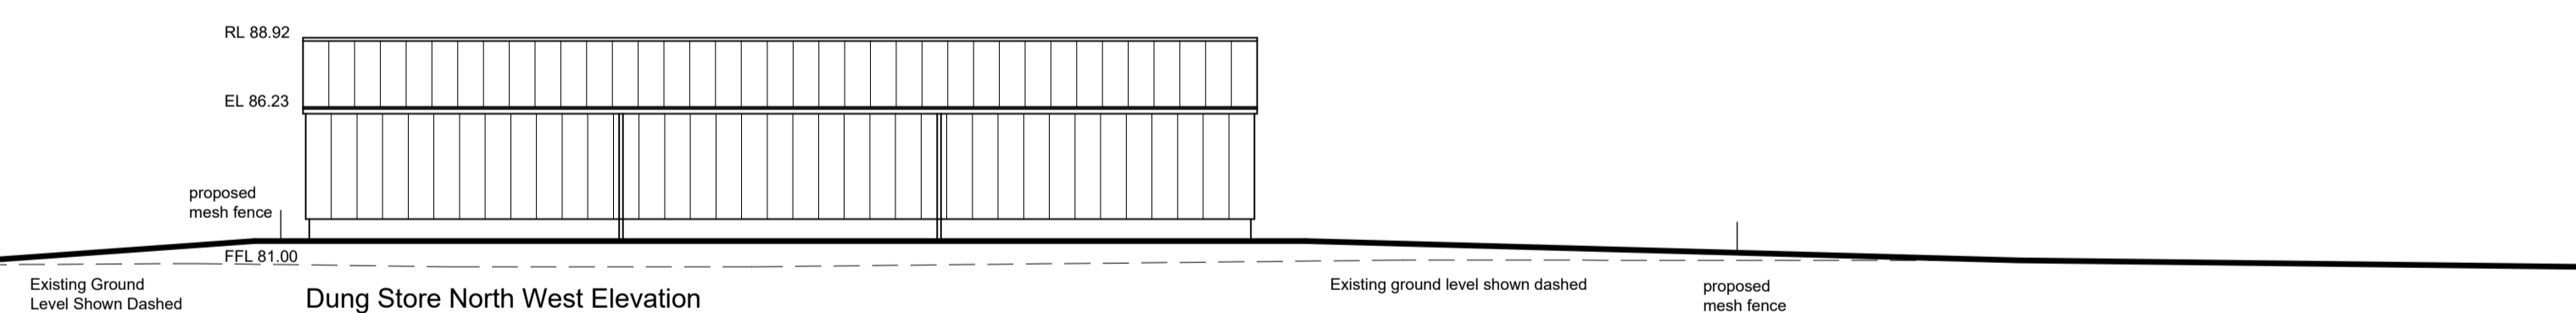 RL 88.92
EL 86.23
proposed
mesh fence
FFL 81.00
Existing Ground
Level Shown Dashed
Dung Store North West Elevation
Existing ground level shown dashed
proposed
mesh fence